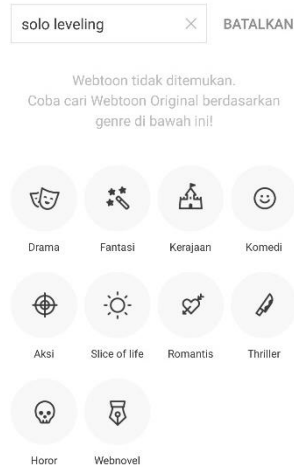 solo leveling
BATALKAN
Webtoon tidak ditemukan.
Coba cari Webtoon Original berdasarkan
genre di bawah ini!
Drama Fantasi Kerajaan Komedi
Aksi Slice of life Romantis Thriller
Horor Webnovel